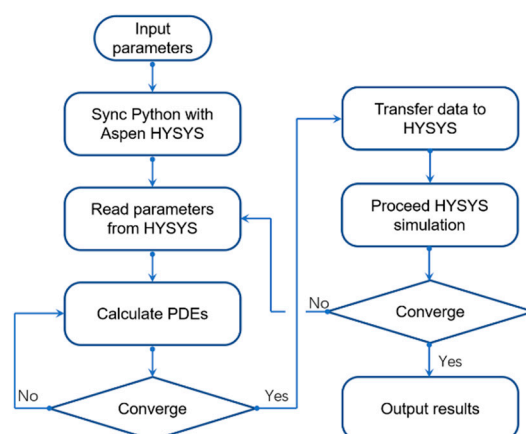 Input
parameters
Sync Python with
Aspen HYSYS
Read parameters
from HYSYS
Calculate PDEs
No
Converge
Yes
Transfer data to
HYSYS
Proceed HYSYS
simulation
No
Converge
Yes
Output results